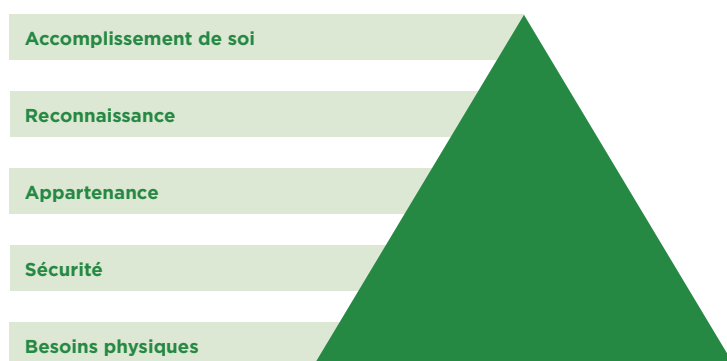 Accomplissement de soi
Reconnaissance
Appartenance
Sécurité
Besoins physiques